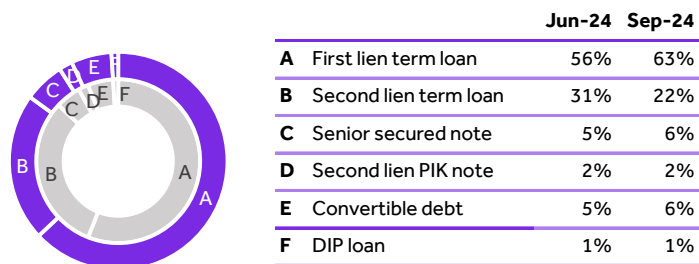 Jun-24 Sep-24
A First lien term loan 56% 63%
B Second lien term loan 31% 22%
C Senior secured note 5% 6%
D Second lien PIK note 2% 2%
E Convertible debt 5% 6%
F DIP loan 1% 1%
C D E F
C D E F
B B A A